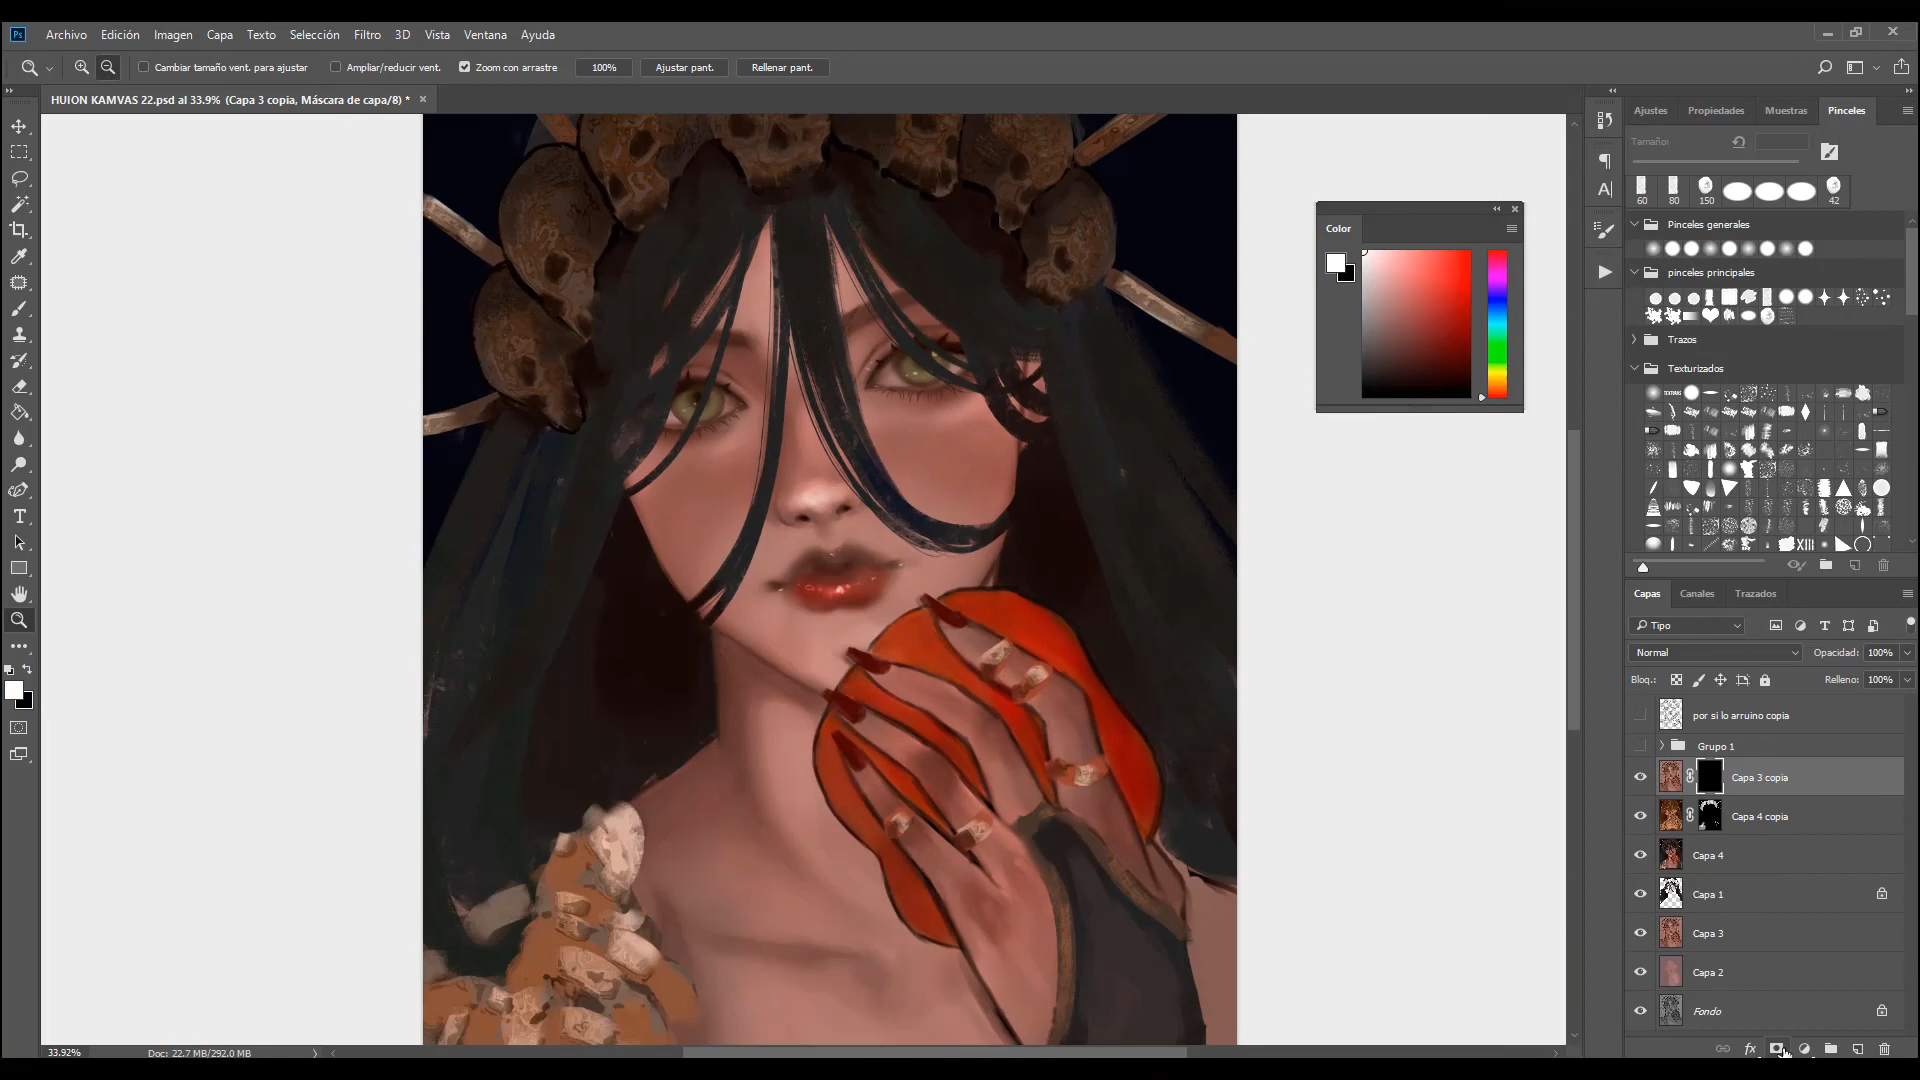 Ps Archivo Edición Imagen Capa Texto Selección Filtro 3D Vista Ventana Ayuda
Cambiar tamaño vent. para ajustar Ampliar/reducir vent. Zoom con arrastre 100% Ajustar pant. Rellenar pant.
HUION KAMVAS 22.psd al 33.9% (Capa 3 copia, Máscara de capa/8) *
Color
Ajustes Propiedades Muestras Pinceles
Tamaño:
60 80 150 42
Pinceles generales
pinceles principales
Trazos
Texturizados
XIII
Capas Canales Trazados
Tipo
Normal Opacidad: 100%
Bloq.: Relleno: 100%
por si lo arruino copia
Grupo 1
Capa 3 copia
Capa 4 copia
Capa 4
Capa 1
Capa 3
Capa 2
Fondo
fx
33.92% Doc: 22.7 MB/292.0 MB